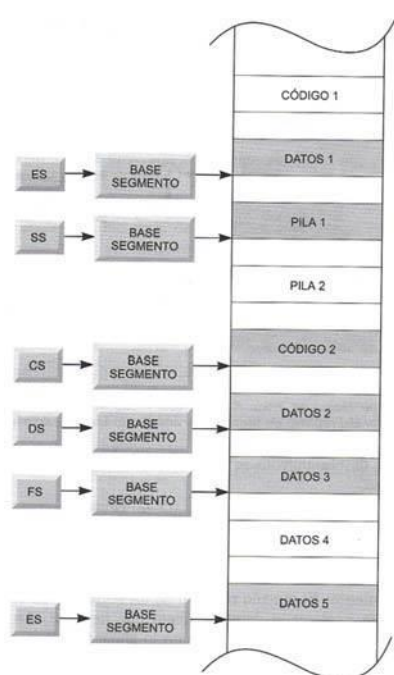 CÓDIGO 1
DATOS 1
ES
BASE
SEGMENTO
PILA 1
SS
BASE
SEGMENTO
PILA 2
CÓDIGO 2
CS
BASE
SEGMENTO
DATOS 2
DS
BASE
SEGMENTO
DATOS 3
FS
BASE
SEGMENTO
DATOS 4
DATOS 5
ES
BASE
SEGMENTO